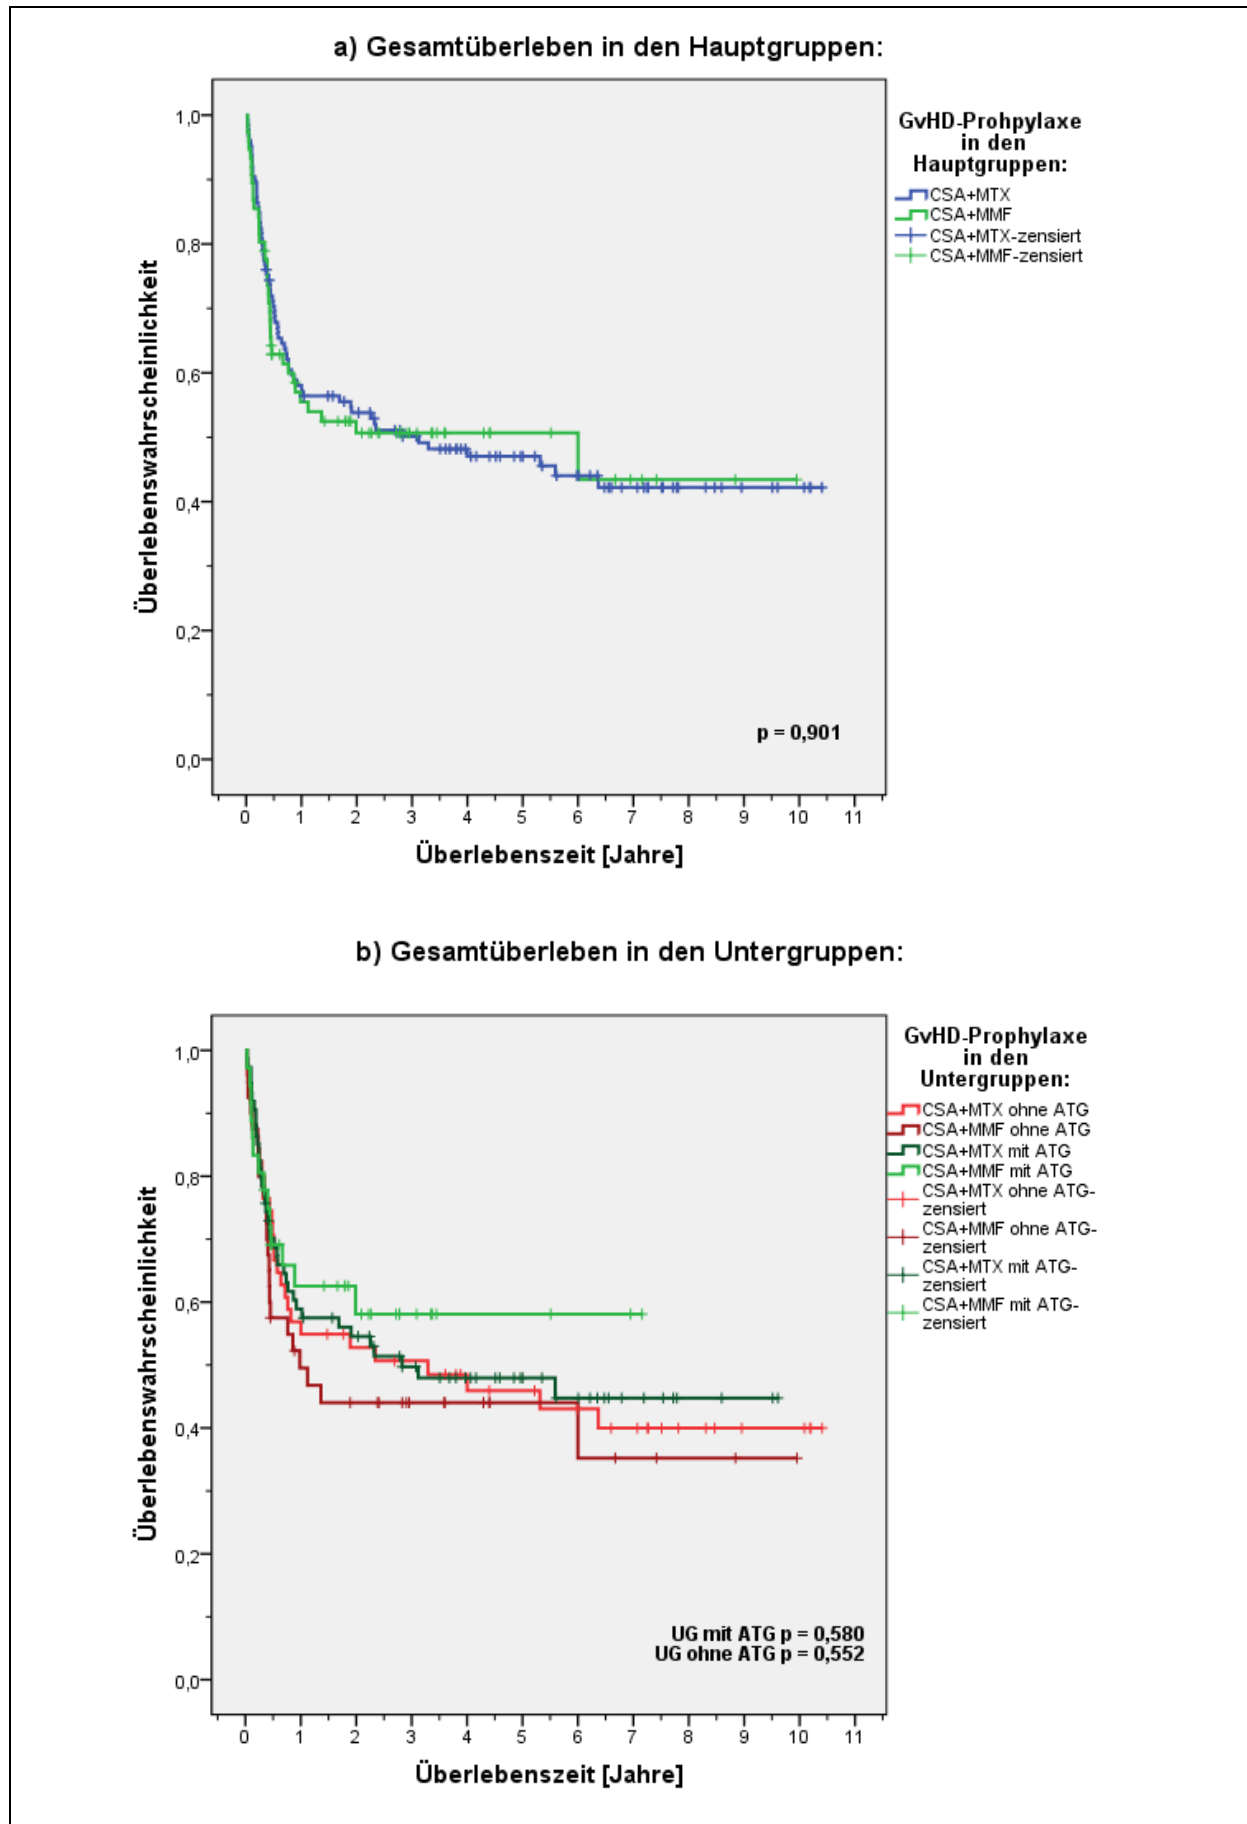 a) Gesamtüberleben in den Hauptgruppen:
GvHD-Prohpylaxe
in den
Hauptgruppen:
CSA+MTX
CSA+MMF
CSA+MTX-zensiert
CSA+MMF-zensiert
Überlebenswahrscheinlichkeit
1,0
0,8
0,6
0,4
0,2
0,0
p = 0,901
0 1 2 3 4 5 6 7 8 9 10 11
Überlebenszeit [Jahre]
b) Gesamtüberleben in den Untergruppen:
GvHD-Prophylaxe
in den
Untergruppen:
CSA+MTX ohne ATG
CSA+MMF ohne ATG
CSA+MTX mit ATG
CSA+MMF mit ATG
CSA+MTX ohne ATG-
zensiert
CSA+MMF ohne ATG-
zensiert
CSA+MTX mit ATG-
zensiert
CSA+MMF mit ATG-
zensiert
Überlebenswahrscheinlichkeit
1,0
0,8
0,6
0,4
0,2
0,0
UG mit ATG p = 0,580
UG ohne ATG p = 0,552
0 1 2 3 4 5 6 7 8 9 10 11
Überlebenszeit [Jahre]